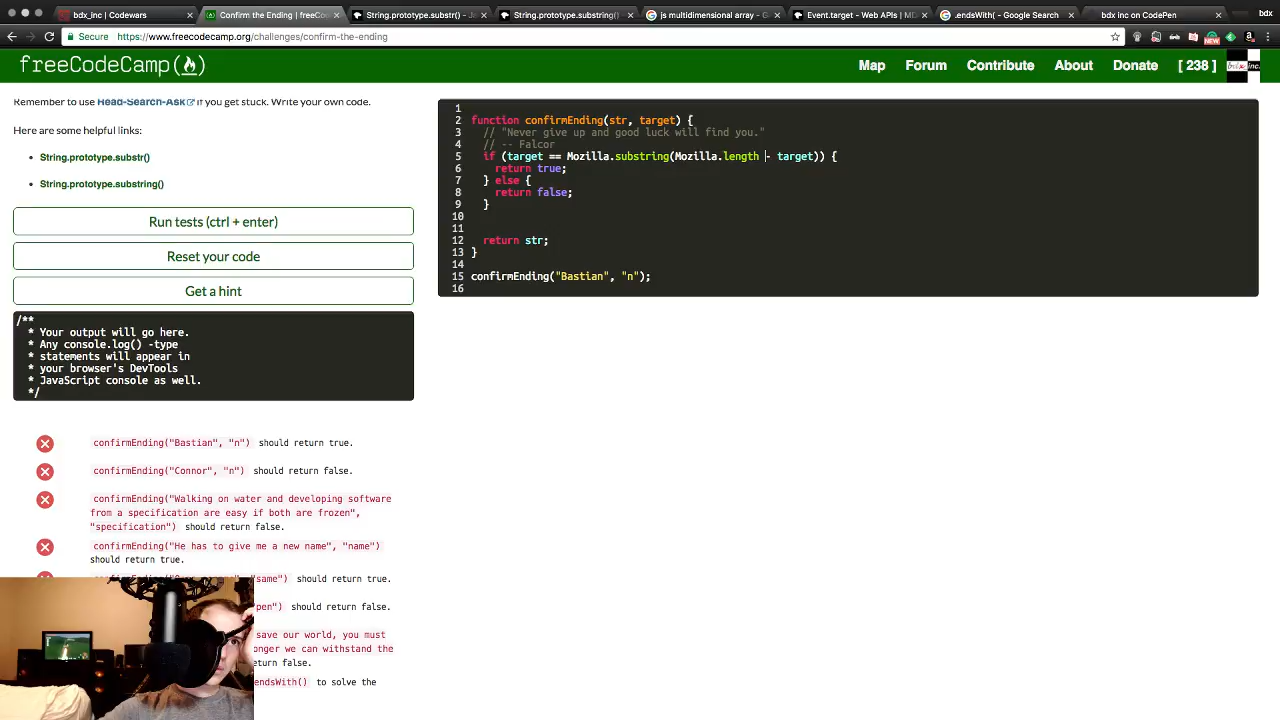 bdx_inc | Codewars
Confirm the Ending | freeCo
String.prototype.substr() - J
String.prototype.substring()
js multidimensional array - G
Event.target - Web APIs | M
.endsWith() - Google Search
bdx inc on CodePen
bdx
Secure https://www.freecodecamp.org/challenges/confirm-the-ending
NEW
freeCodeCamp
Map
Forum
Contribute
About
Donate
[ 238 ]
bdx inc.
Remember to use Read-Search-Ask if you get stuck. Write your own code.
Here are some helpful links:
String.prototype.substr()
String.prototype.substring()
Run tests (ctrl + enter)
Reset your code
Get a hint
/**
* Your output will go here.
* Any console.log() -type
* statements will appear in
* your browser's DevTools
* JavaScript console as well.
*/
confirmEnding("Bastian", "n") should return true.
confirmEnding("Connor", "n") should return false.
confirmEnding("Walking on water and developing software
from a specification are easy if both are frozen",
"specification") should return false.
confirmEnding("He has to give me a new name", "name")
should return true.
"same") should return true.
pen") should return false.
save our world, you must
onger we can withstand the
eturn false.
endsWith() to solve the
1
2 function confirmEnding(str, target) {
3 // "Never give up and good luck will find you."
4 // -- Falcor
5 if (target == Mozilla.substring(Mozilla.length - target)) {
6 return true;
7 } else {
8 return false;
9 }
10
11
12 return str;
13 }
14
15 confirmEnding("Bastian", "n");
16